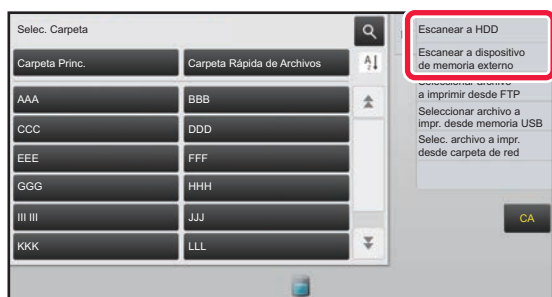 Selec. Carpeta
Carpeta Princ.
Carpeta Rápida de Archivos
AAA
BBB
CCC
DDD
EEE
FFF
GGG
HHH
III III
JJJ
KKK
LLL
Escanear a HDD
Escanear a dispositivo
de memoria externo
Seleccionar archivo
a imprimir desde FTP
Seleccionar archivo a
impr. desde memoria USB
Selec. archivo a impr.
desde carpeta de red
CA